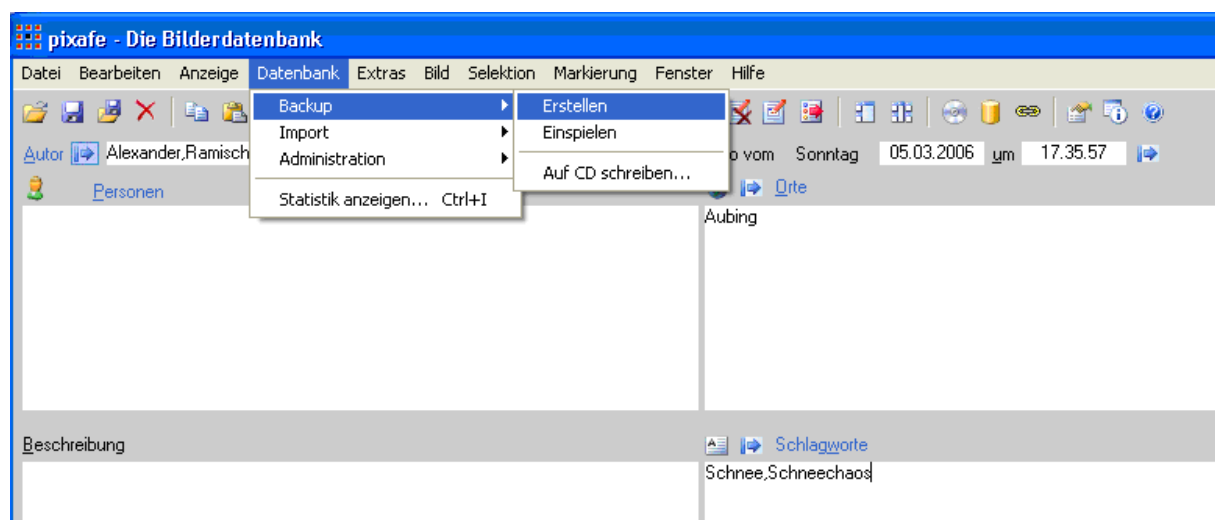 pixafe - Die Bilderdatenbank
Datei Bearbeiten Anzeige Datenbank Extras Bild Selektion Markierung Fenster Hilfe
Backup
Import
Administration
Statistik anzeigen... Ctrl+I
Erstellen
Einspielen
Auf CD schreiben...
Autor Alexander,Ramisch
o vom Sonntag 05.03.2006 um 17.35.57
Personen
Orte
Aubing
Beschreibung
Schlagworte
Schnee,Schneechaos